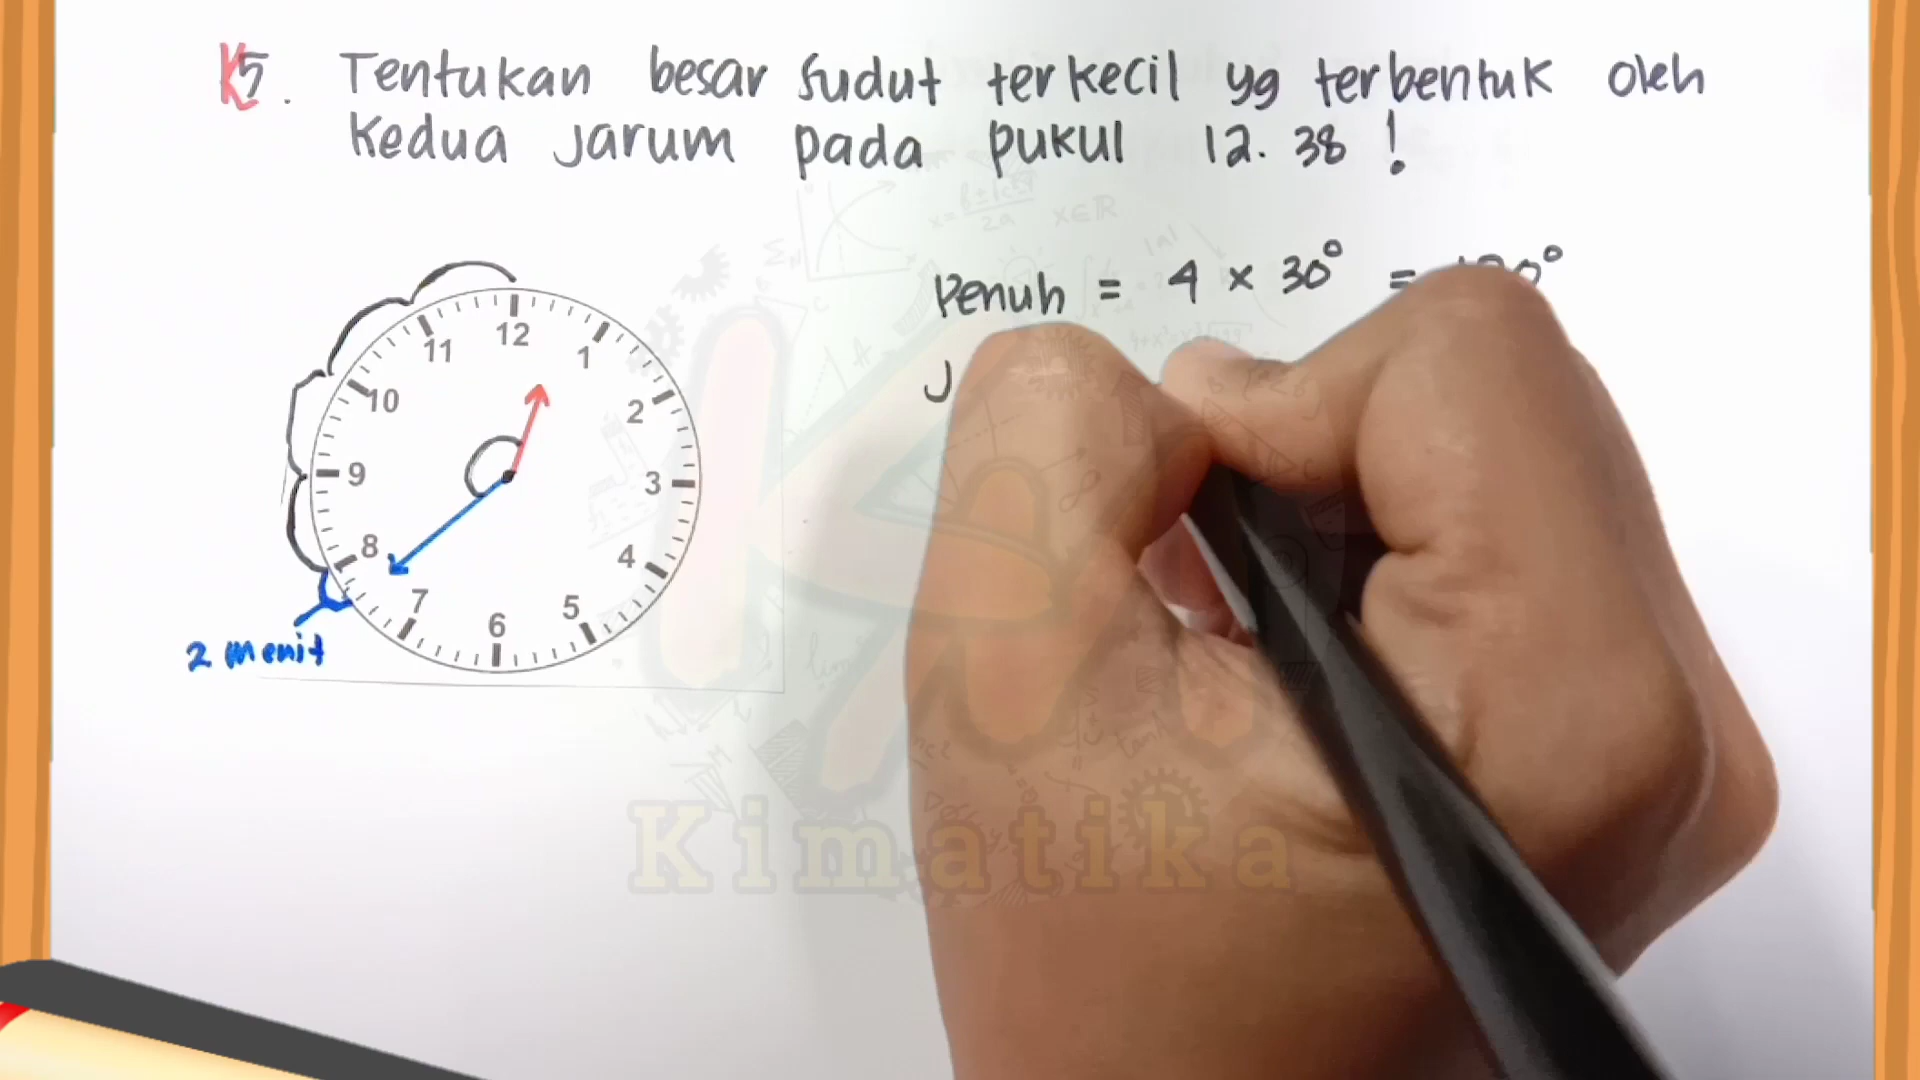 5. Tentukan besar sudut terkecil yg terbentuk oleh
kedua jarum pada pukul 12.38 !
Penuh = 4 x 30° =
J
12
11
1
10
2
9
3
8
4
7
5
6
2 menit
Kimatika